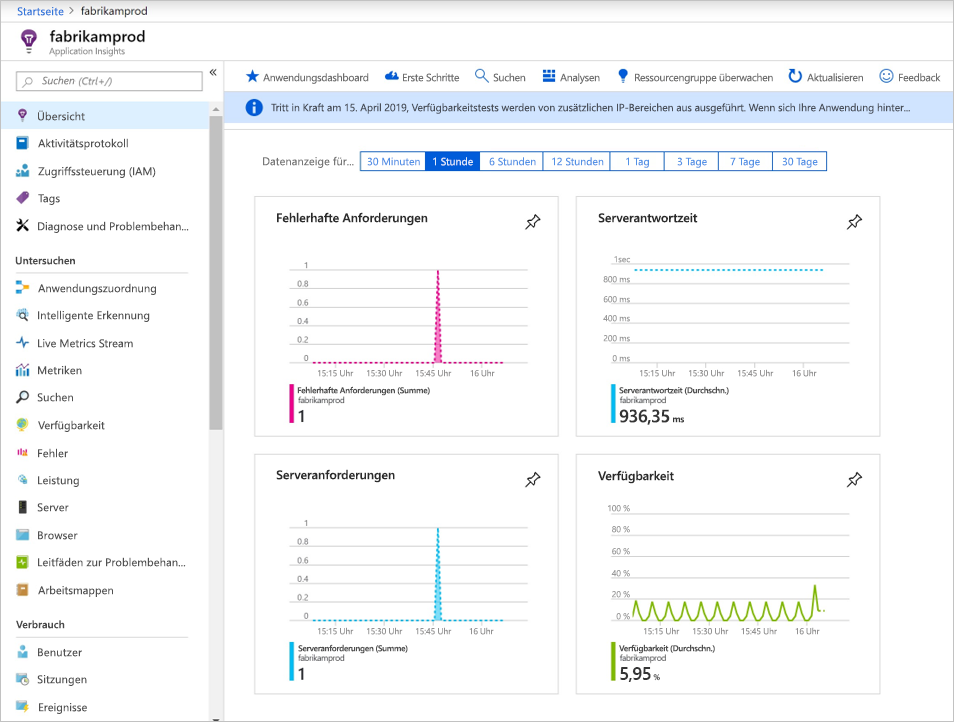 Startseite > fabrikamprod
fabrikamprod
Application Insights
Suchen (Ctrl+/)
«
Übersicht
Aktivitätsprotokoll
Zugriffssteuerung (IAM)
Tags
Diagnose und Problembehan...
Untersuchen
Anwendungszuordnung
Intelligente Erkennung
Live Metrics Stream
Metriken
Suchen
Verfügbarkeit
Fehler
Leistung
Server
Browser
Leitfäden zur Problembehan...
Arbeitsmappen
Verbrauch
Benutzer
Sitzungen
Ereignisse
Anwendungsdashboard Erste Schritte Suchen Analysen Ressourcengruppe überwachen Aktualisieren Feedback
Tritt in Kraft am 15. April 2019, Verfügbarkeitstests werden von zusätzlichen IP-Bereichen aus ausgeführt. Wenn sich Ihre Anwendung hinter...
Datenanzeige für... 30 Minuten 1 Stunde 6 Stunden 12 Stunden 1 Tag 3 Tage 7 Tage 30 Tage
Fehlerhafte Anforderungen
1
0.8
0.6
0.4
0.2
0
15:15 Uhr 15:30 Uhr 15:45 Uhr 16 Uhr
Fehlerhafte Anforderungen (Summe)
fabrikamprod
1
Serverantwortzeit
1sec
800 ms
600 ms
400 ms
200 ms
0 ms
15:15 Uhr 15:30 Uhr 15:45 Uhr 16 Uhr
Serverantwortzeit (Durchschn.)
fabrikamprod
936,35 ms
Serveranforderungen
1
0.8
0.6
0.4
0.2
0
15:15 Uhr 15:30 Uhr 15:45 Uhr 16 Uhr
Serveranforderungen (Summe)
fabrikamprod
1
Verfügbarkeit
100 %
80 %
60 %
40 %
20 %
0 %
15:15 Uhr 15:30 Uhr 15:45 Uhr 16 Uhr
Verfügbarkeit (Durchschn.)
fabrikamprod
5,95 %